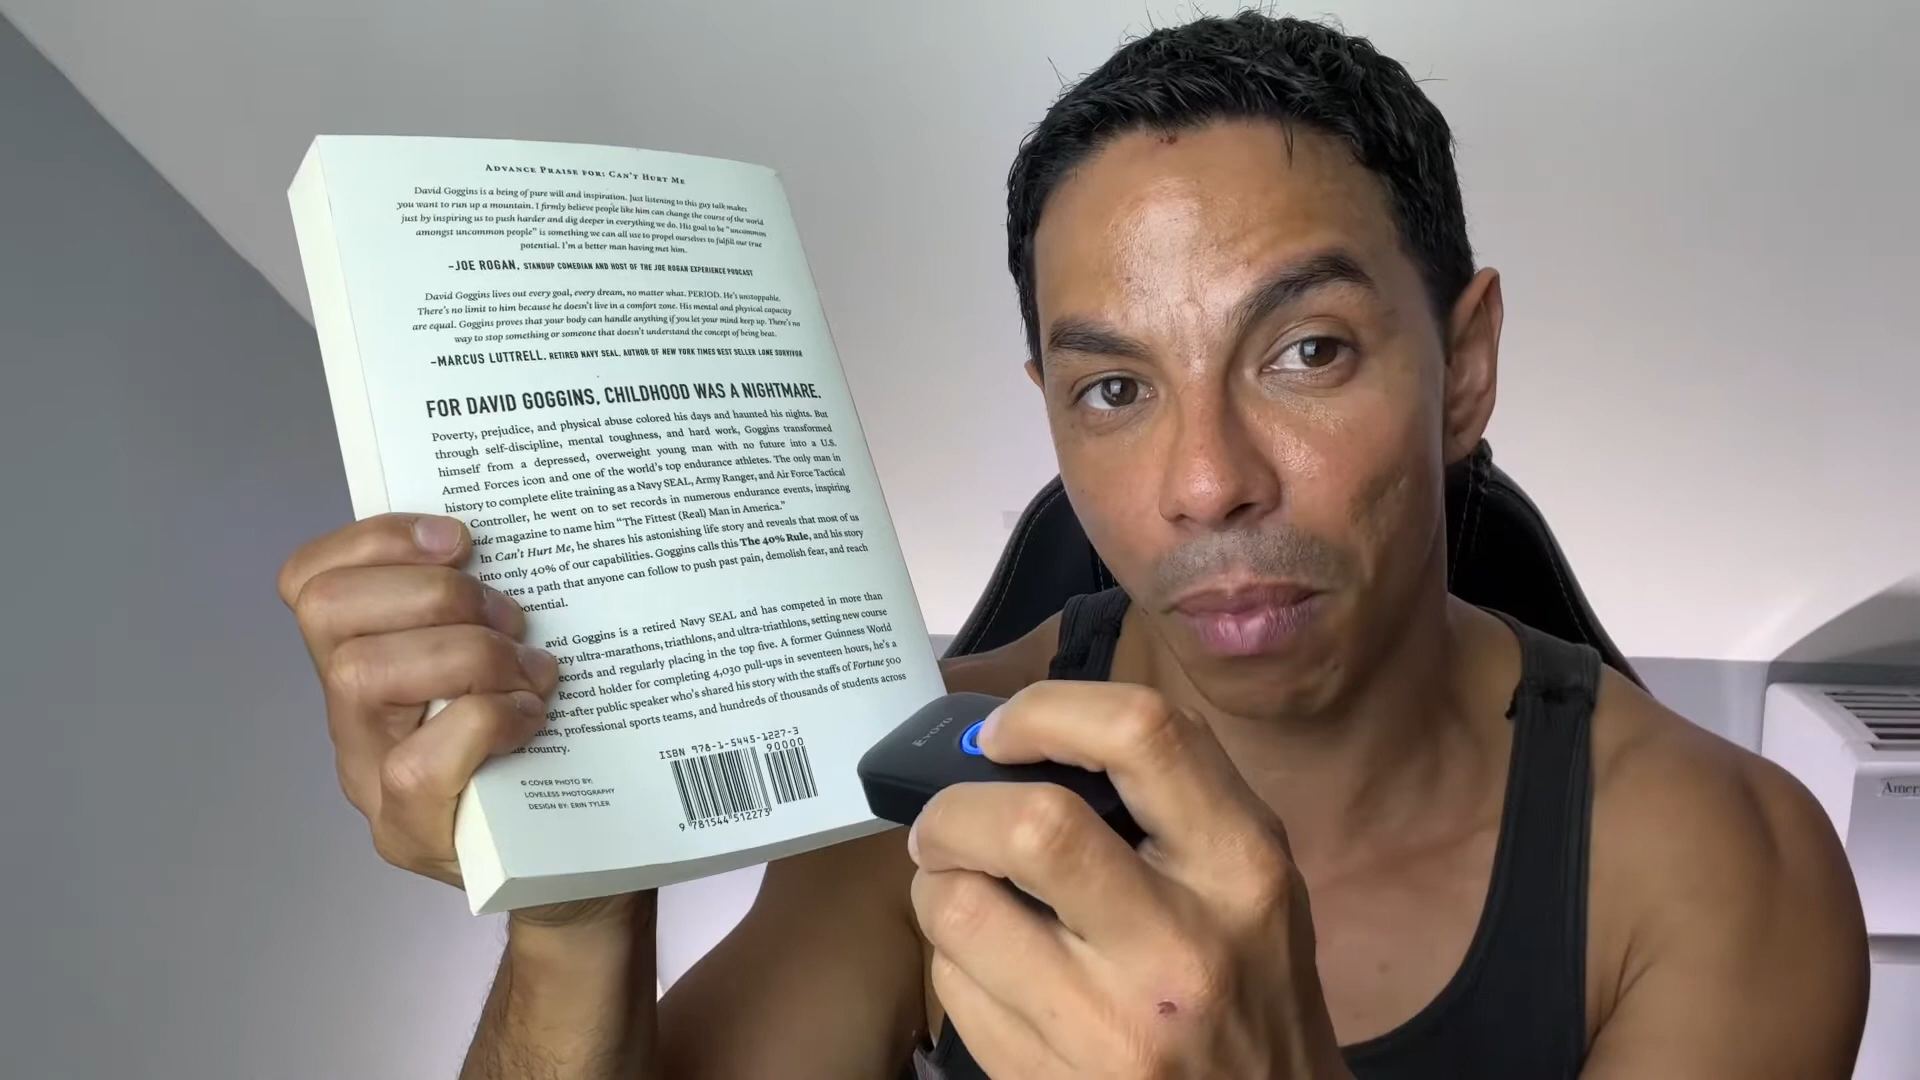 ADVANCE PRAISE FOR: CAN'T HURT ME
David Goggins is a being of pure will and inspiration. Just listening to this guy talk makes
you want to run up a mountain. I firmly believe people like him can change the course of the world
just by inspiring us to push harder and dig deeper in everything we do. His goal to be "uncommon
amongst uncommon people" is something we can all use to propel ourselves to fulfill our true
potential. I'm a better man having met him.
–JOE ROGAN, STANDUP COMEDIAN AND HOST OF THE JOE ROGAN EXPERIENCE PODCAST
David Goggins lives out every goal, every dream, no matter what. PERIOD. He's unstoppable.
There's no limit to him because he doesn't live in a comfort zone. His mental and physical capacity
are equal. Goggins proves that your body can handle anything if you let your mind keep up. There's no
way to stop something or someone that doesn't understand the concept of being beat.
–MARCUS LUTTRELL, RETIRED NAVY SEAL, AUTHOR OF NEW YORK TIMES BEST SELLER LONE SURVIVOR
FOR DAVID GOGGINS, CHILDHOOD WAS A NIGHTMARE.
Poverty, prejudice, and physical abuse colored his days and haunted his nights. But
through self-discipline, mental toughness, and hard work, Goggins transformed
himself from a depressed, overweight young man with no future into a U.S.
Armed Forces icon and one of the world's top endurance athletes. The only man in
history to complete elite training as a Navy SEAL, Army Ranger, and Air Force Tactical
Controller, he went on to set records in numerous endurance events, inspiring
side magazine to name him "The Fittest (Real) Man in America."
In Can't Hurt Me, he shares his astonishing life story and reveals that most of us
into only 40% of our capabilities. Goggins calls this The 40% Rule, and his story
ates a path that anyone can follow to push past pain, demolish fear, and reach
potential.
avid Goggins is a retired Navy SEAL and has competed in more than
ixty ultra-marathons, triathlons, and ultra-triathlons, setting new course
ecords and regularly placing in the top five. A former Guinness World
Record holder for completing 4,030 pull-ups in seventeen hours, he's a
ght-after public speaker who's shared his story with the staffs of Fortune 500
nies, professional sports teams, and hundreds of thousands of students across
he country.
ISBN 978-1-5445-1227-3
90000
9 781544 512273
© COVER PHOTO BY:
LOVELESS PHOTOGRAPHY
DESIGN BY: ERIN TYLER
Eyoyo
Amer